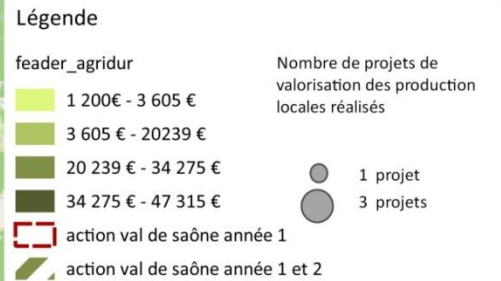 Légende
feader_agridur
1 200€ - 3 605 €
3 605 € - 20239 €
20 239 € - 34 275 €
34 275 € - 47 315 €
action val de saône année 1
action val de saône année 1 et 2
Nombre de projets de
valorisation des production
locales réalisés
1 projet
3 projets